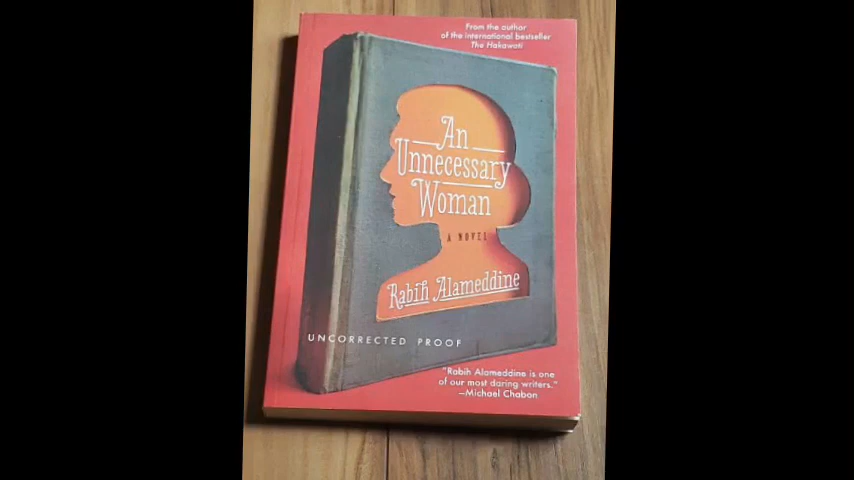 From the author
of the international bestseller
The Hakawati
An
Unnecessary
Woman
A NOVEL
Rabih Alameddine
UNCORRECTED PROOF
"Rabih Alameddine is one
of our most daring writers."
—Michael Chabon